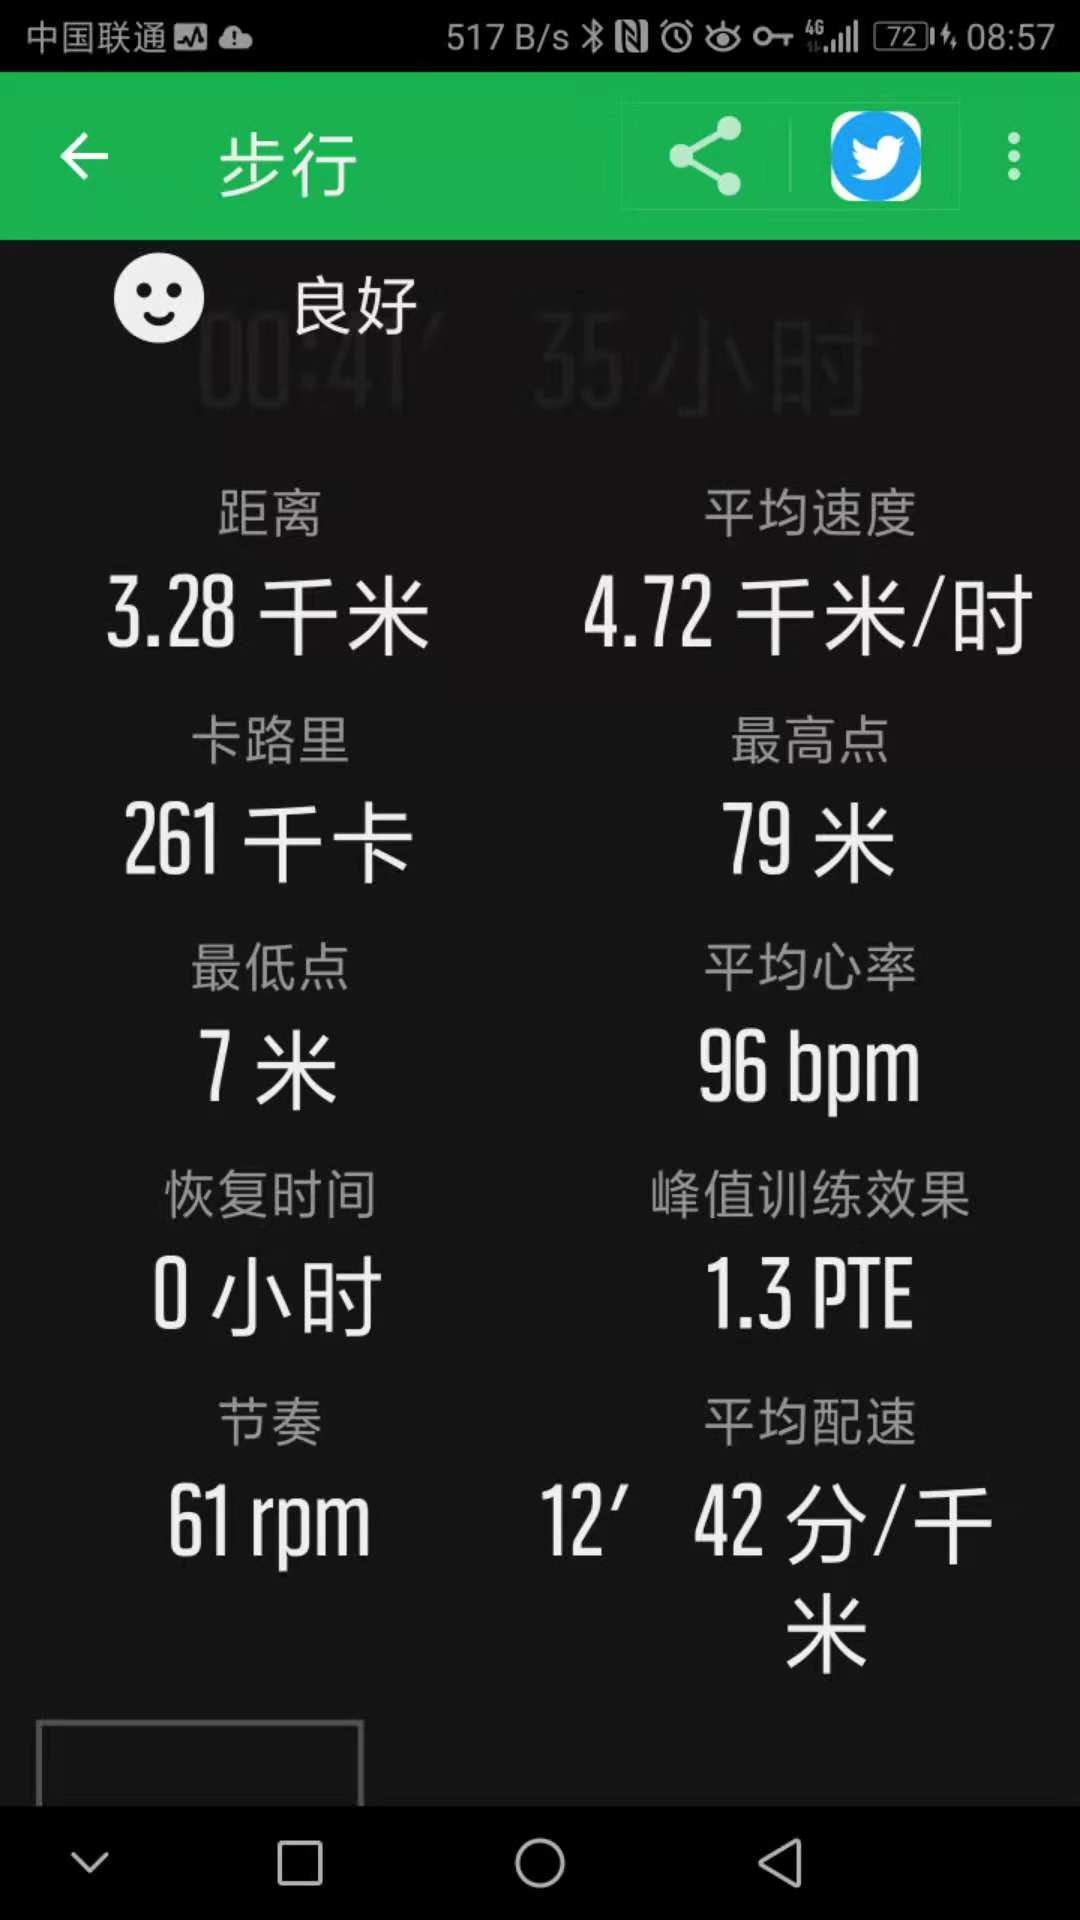 中国联通 517 B/s 4G 72 08:57
步行
良好
00:41′ 35 小时
距离 平均速度
3.28 千米 4.72 千米/时
卡路里 最高点
261 千卡 79 米
最低点 平均心率
7 米 96 bpm
恢复时间 峰值训练效果
0 小时 1.3 PTE
节奏 平均配速
61 rpm 12′ 42 分/千
米